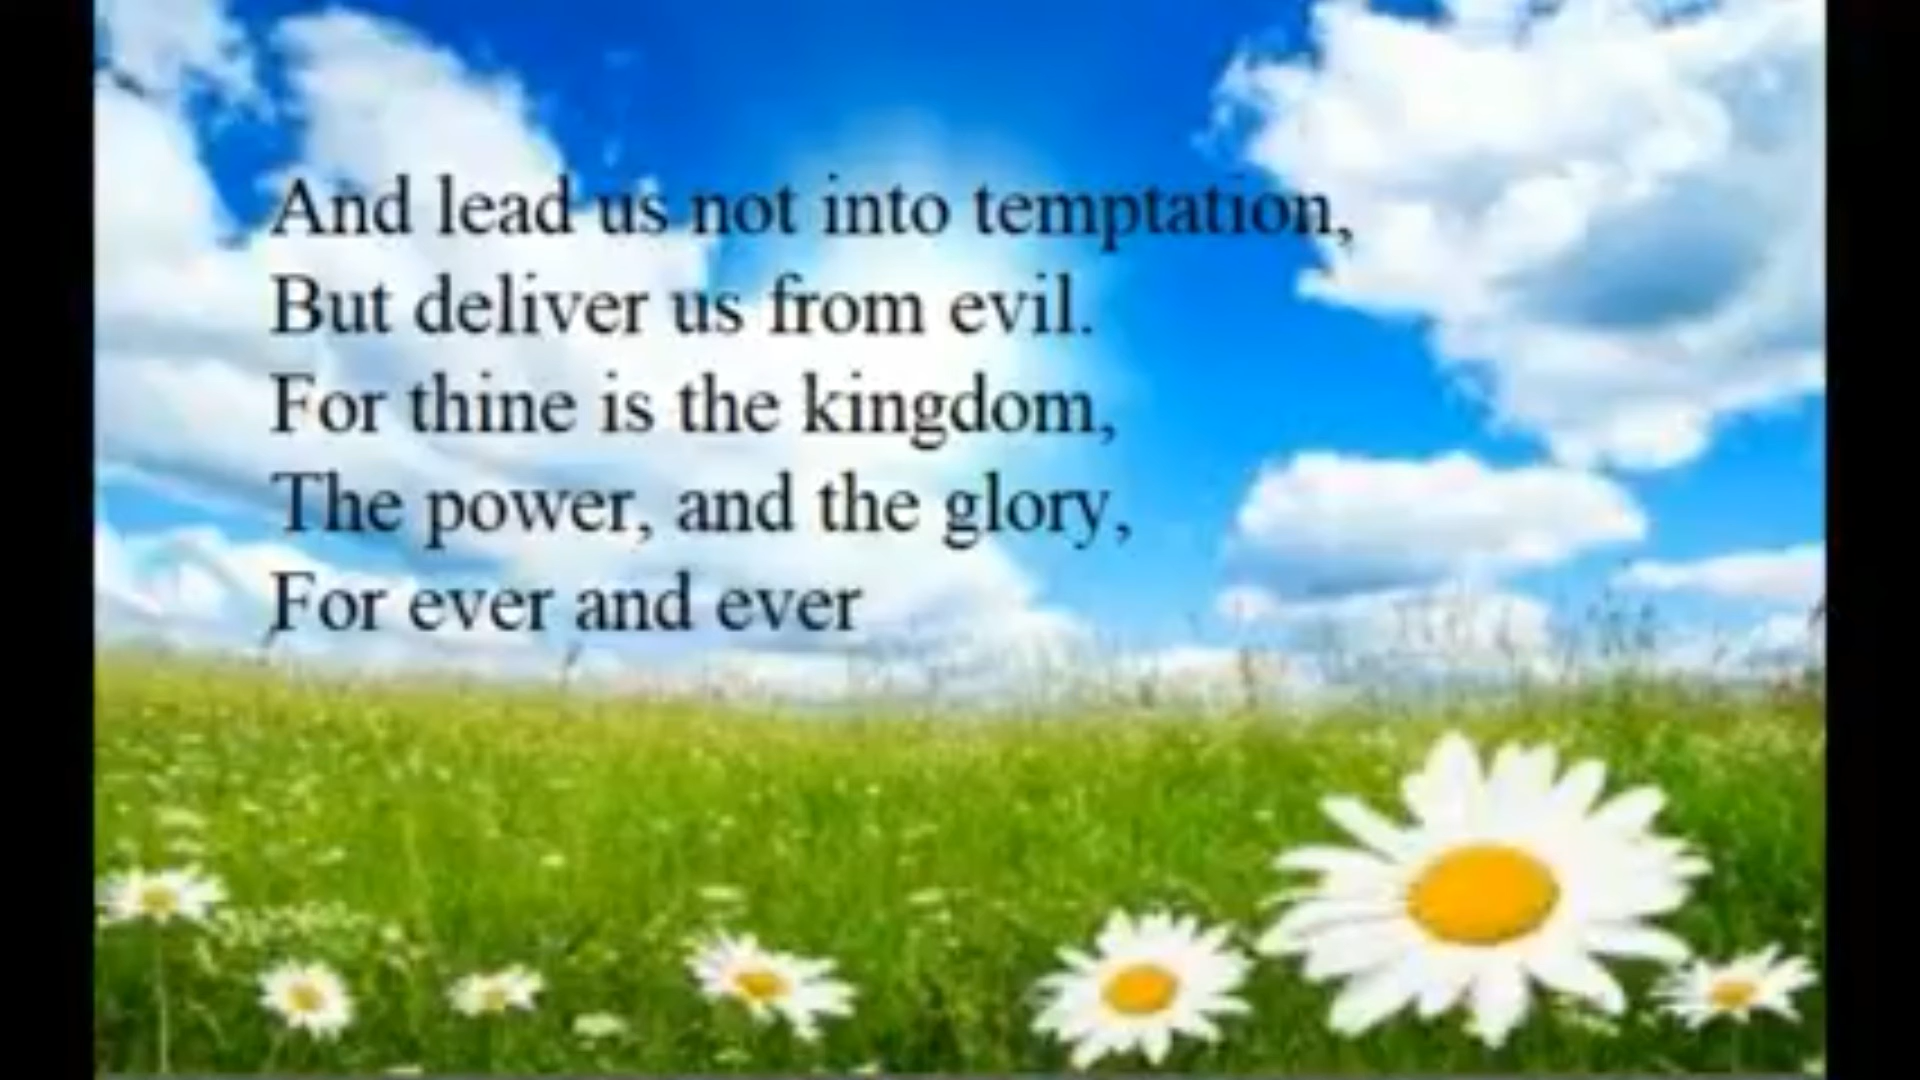 And lead us not into temptation,
But deliver us from evil.
For thine is the kingdom,
The power, and the glory,
For ever and ever